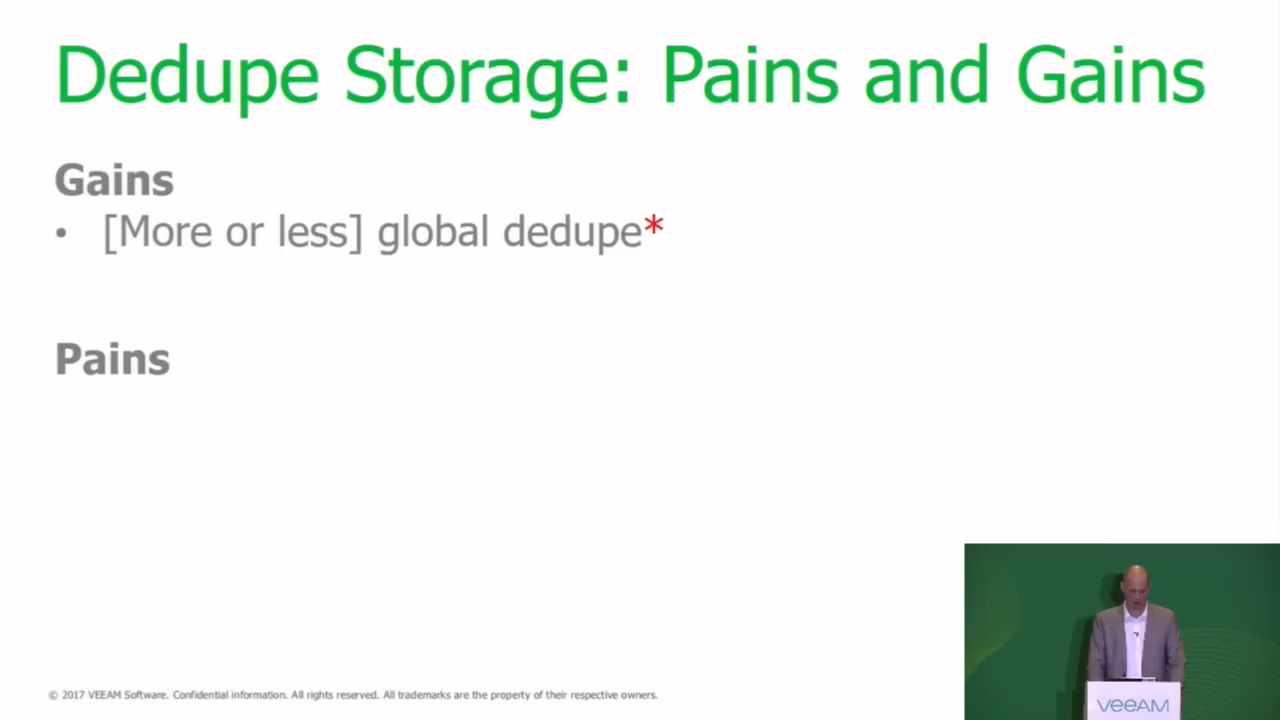 Dedupe Storage: Pains and Gains
Gains
• [More or less] global dedupe*
Pains
© 2017 VEEAM Software. Confidential information. All rights reserved. All trademarks are the property of their respective owners.
VEEAM